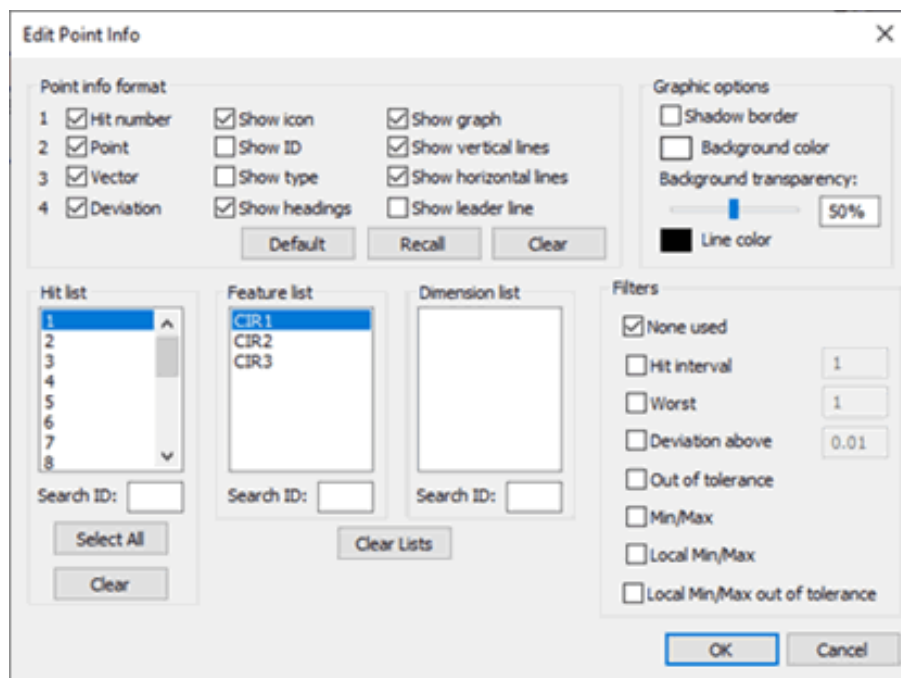 Edit Point Info
Point info format
1 Hit number Show icon Show graph
2 Point Show ID Show vertical lines
3 Vector Show type Show horizontal lines
4 Deviation Show headings Show leader line
Default Recall Clear
Graphic options
Shadow border
Background color
Background transparency:
50%
Line color
Hit list
1
2
3
4
5
6
7
8
Search ID:
Select All
Clear
Feature list
CIR1
CIR2
CIR3
Search ID:
Dimension list
Search ID:
Clear Lists
Filters
None used
Hit interval 1
Worst 1
Deviation above 0.01
Out of tolerance
Min/Max
Local Min/Max
Local Min/Max out of tolerance
OK Cancel